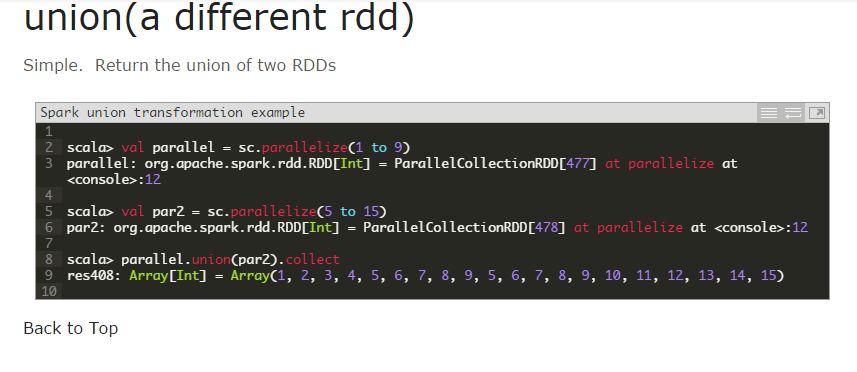 union(a different rdd)
Simple.  Return the union of two RDDs
Spark union transformation example
1
2 scala> val parallel = sc.parallelize(1 to 9)
3 parallel: org.apache.spark.rdd.RDD[Int] = ParallelCollectionRDD[477] at parallelize at
<console>:12
4
5 scala> val par2 = sc.parallelize(5 to 15)
6 par2: org.apache.spark.rdd.RDD[Int] = ParallelCollectionRDD[478] at parallelize at <console>:12
7
8 scala> parallel.union(par2).collect
9 res408: Array[Int] = Array(1, 2, 3, 4, 5, 6, 7, 8, 9, 5, 6, 7, 8, 9, 10, 11, 12, 13, 14, 15)
10
Back to Top